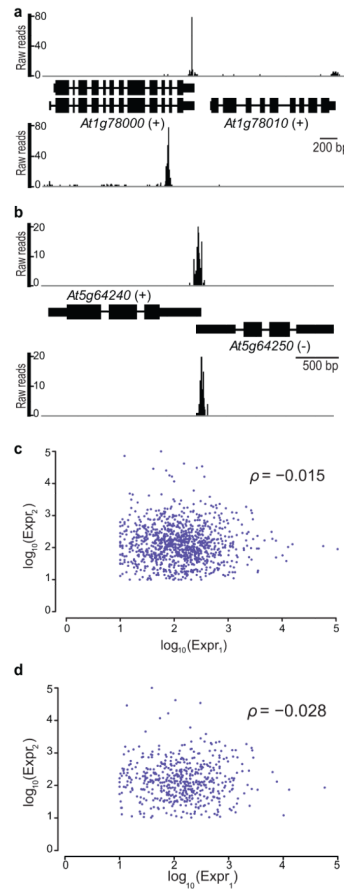 a
80
40
0
Raw reads
At1g78000 (+) At1g78010 (+)
200 bp
80
40
0
Raw reads
b
20
10
0
Raw reads
At5g64240 (+)
At5g64250 (-)
500 bp
20
10
0
Raw reads
c
5
4
3
2
1
0
log10(Expr2)
ρ = −0.015
0 1 2 3 4 5
log10(Expr1)
d
5
4
3
2
1
0
log10(Expr2)
ρ = −0.028
0 1 2 3 4 5
log10(Expr1)